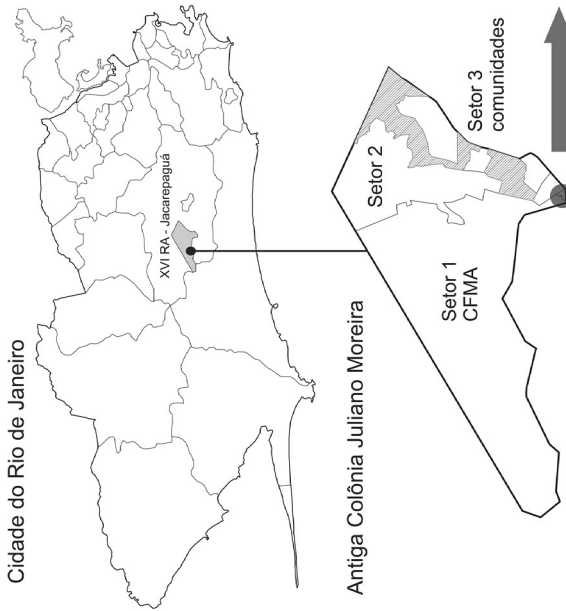 Cidade do Rio de Janeiro
XVI RA - Jacarepaguá
Antiga Colônia Juliano Moreira
Setor 1
CFMA
Setor 2
Setor 3
comunidades